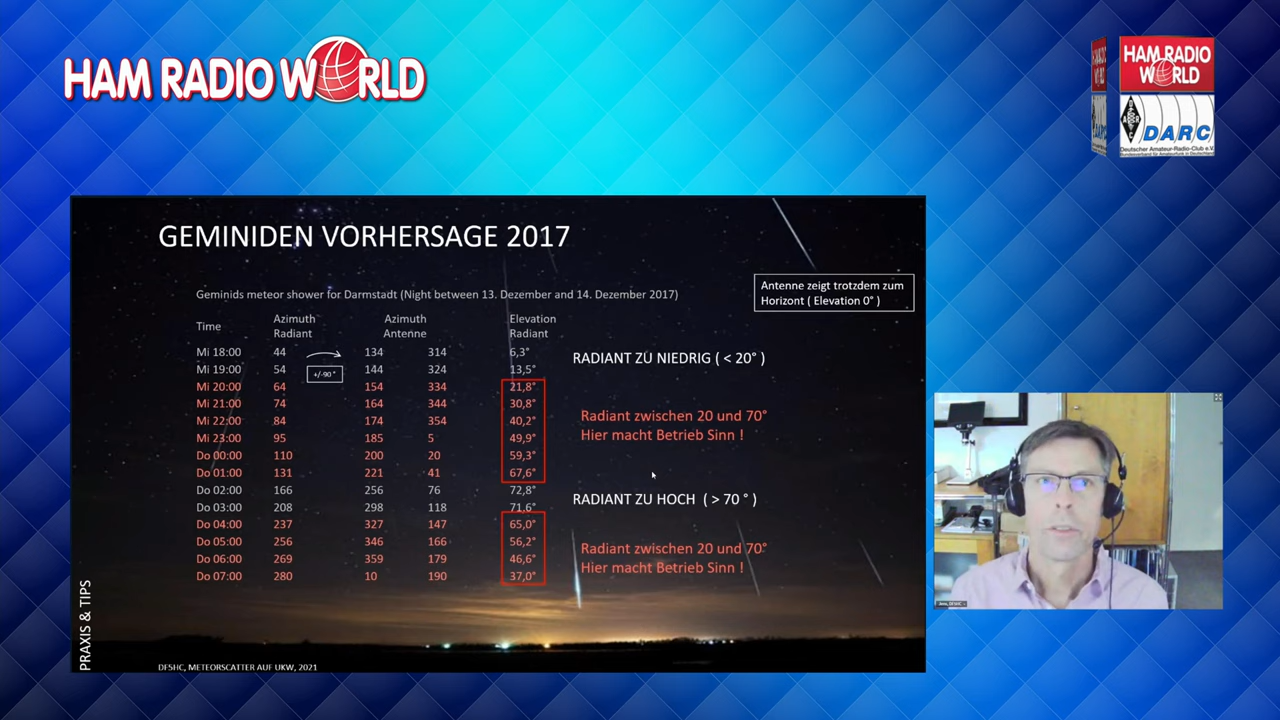 HAM RADIO WORLD
HAM RADIO
WORLD
DARC
Deutscher Amateur-Radio-Club e.V.
Bundesverband für Amateurfunk in Deutschland
GEMINIDEN VORHERSAGE 2017
Antenne zeigt trotzdem zum
Horizont ( Elevation 0° )
Geminids meteor shower for Darmstadt (Night between 13. Dezember and 14. Dezember 2017)
Time Azimuth Radiant Azimuth Antenne Elevation Radiant
Mi 18:00 44 134 314 6,3°
Mi 19:00 54 144 324 13,5°
+/-90°
Mi 20:00 64 154 334 21,8°
Mi 21:00 74 164 344 30,8°
Mi 22:00 84 174 354 40,2°
Mi 23:00 95 185 5 49,9°
Do 00:00 110 200 20 59,3°
Do 01:00 131 221 41 67,6°
Do 02:00 166 256 76 72,8°
Do 03:00 208 298 118 71,6°
Do 04:00 237 327 147 65,0°
Do 05:00 256 346 166 56,2°
Do 06:00 269 359 179 46,6°
Do 07:00 280 10 190 37,0°
RADIANT ZU NIEDRIG ( < 20° )
Radiant zwischen 20 und 70°
Hier macht Betrieb Sinn !
RADIANT ZU HOCH ( > 70 ° )
Radiant zwischen 20 und 70°
Hier macht Betrieb Sinn !
PRAXIS & TIPS
DF5HC, METEORSCATTER AUF UKW, 2021